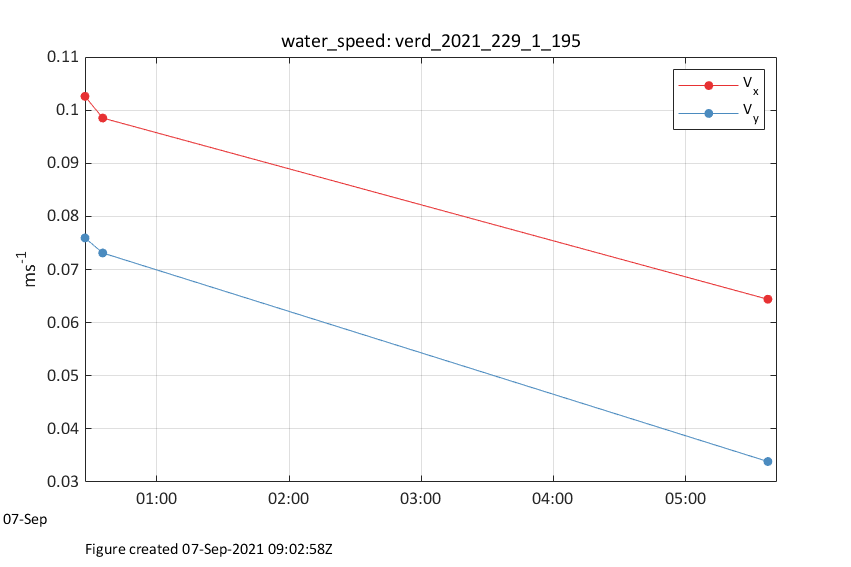 water_speed: verd_2021_229_1_195
0.11
0.1
0.09
0.08
0.07
0.06
0.05
0.04
0.03
ms-1
Vx
Vy
01:00 02:00 03:00 04:00 05:00
07-Sep
Figure created 07-Sep-2021 09:02:58Z